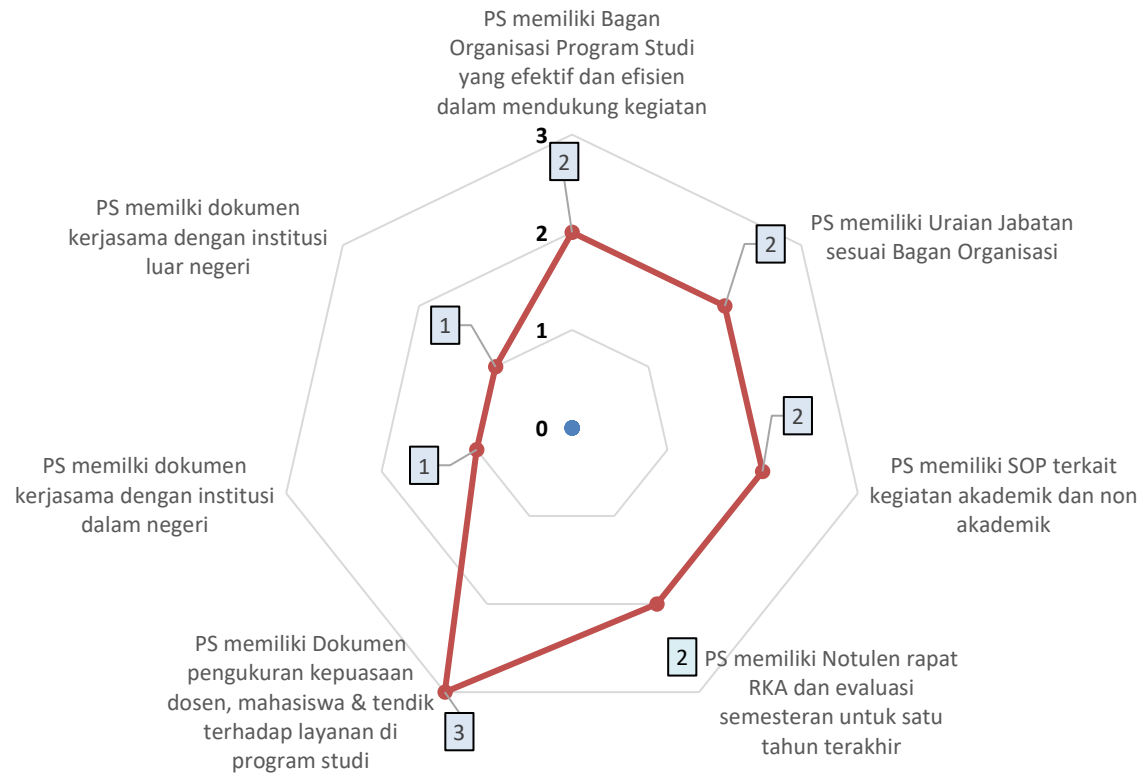 PS memiliki Bagan
Organisasi Program Studi
yang efektif dan efisien
dalam mendukung kegiatan
3
2
PS memiliki Uraian Jabatan
sesuai Bagan Organisasi
2
PS memilki dokumen
kerjasama dengan institusi
luar negeri
2
1
1
0
2
PS memiliki SOP terkait
kegiatan akademik dan non
akademik
PS memilki dokumen
kerjasama dengan institusi
dalam negeri
1
2
PS memiliki Notulen rapat
RKA dan evaluasi
semesteran untuk satu
tahun terakhir
PS memiliki Dokumen
pengukuran kepuasaan
dosen, mahasiswa & tendik
terhadap layanan di
program studi
3